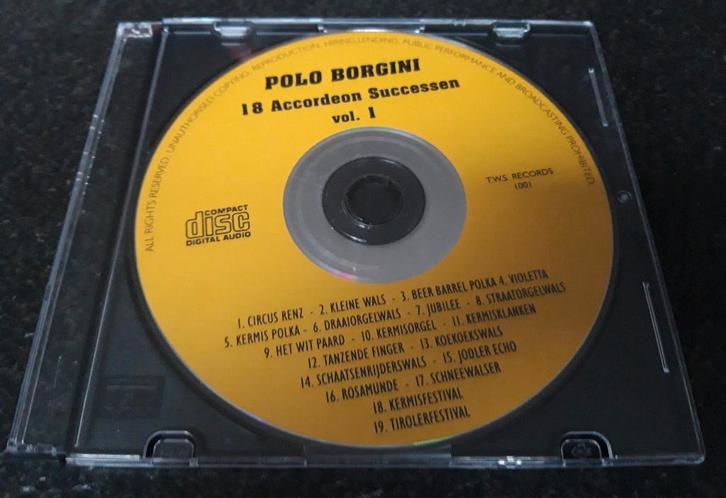 ALL RIGHTS RESERVED. UNAUTHORISED COPYING, REPRODUCTION, HIRING, LENDING, PUBLIC PERFORMANCE AND BROADCASTING PROHIBITED.
POLO BORGINI
18 Accordeon Successen
vol. 1
T.W.S. RECORDS
1001
COMPACT
disc
DIGITAL AUDIO
1. CIRCUS RENZ - 2. KLEINE WALS - 3. BEER BARREL POLKA 4. VIOLETTA
5. KERMIS POLKA - 6. DRAAIORGELWALS - 7. JUBILEE - 8. STRAATORGELWALS
9. HET WIT PAARD - 10. KERMISORGEL - 11. KERMISKLANKEN
12. TANZENDE FINGER - 13. KOEKOEKSWALS
14. SCHAATSENRIJDERSWALS - 15. JODLER ECHO
16. ROSAMUNDE - 17. SCHNEEWALSER
18. KERMISFESTIVAL
19. TIROLERFESTIVAL